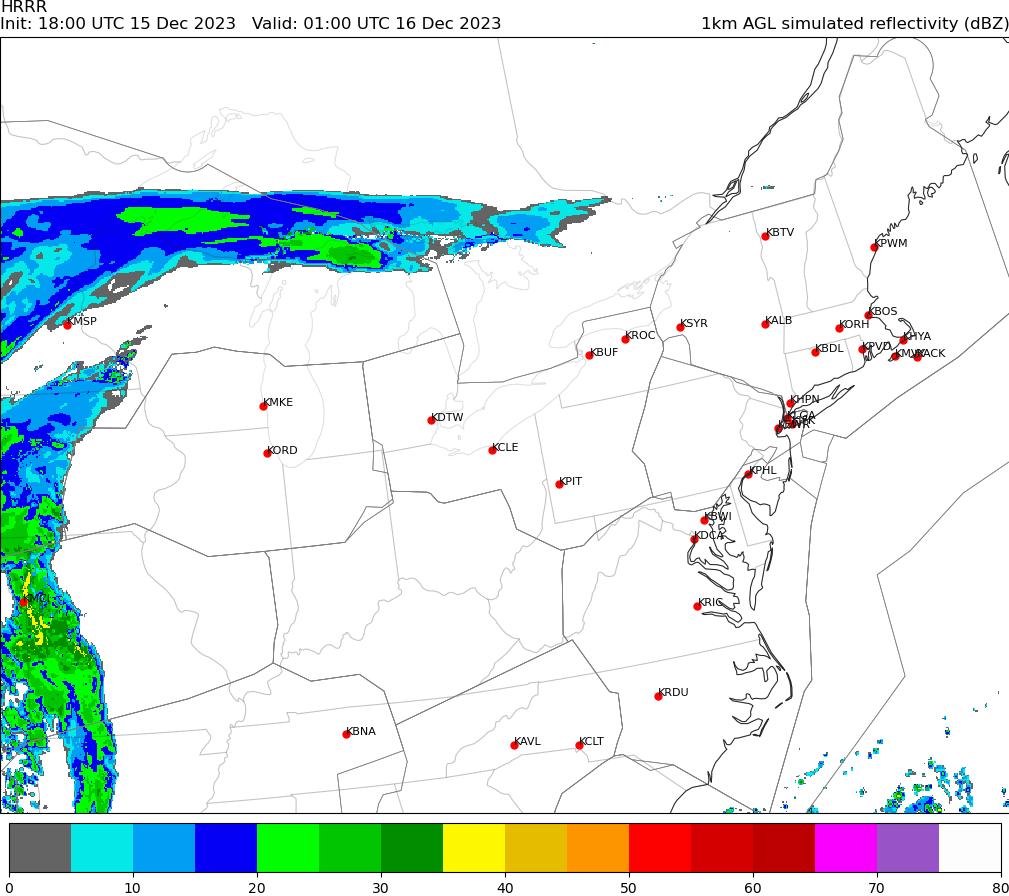 HRRR
Init: 18:00 UTC 15 Dec 2023 Valid: 01:00 UTC 16 Dec 2023 1km AGL simulated reflectivity (dBZ)
KBTV
KPWM
KMSP
KBOS
KSYR
KALB
KORH
KROC
KHYA
KBUF
KBDL
KPVD
KACK
KMKE
KHPN
KDTW
KLGA
KORD
KCLE
KPHL
KPIT
KBWI
KDCA
KMCI
KRIC
KRDU
KBNA
KAVL
KCLT
0 10 20 30 40 50 60 70 80